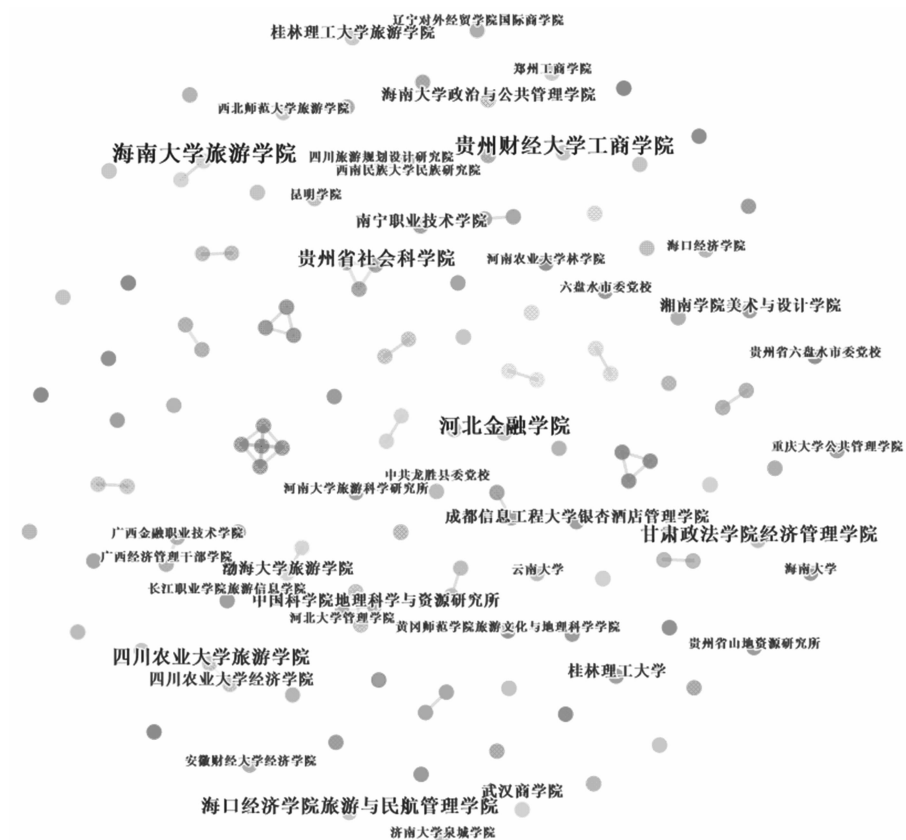 辽宁对外经贸学院国际商学院
桂林理工大学旅游学院
郑州工商学院
海南大学政治与公共管理学院
西北师范大学旅游学院
贵州财经大学工商学院
海南大学旅游学院
四川旅游规划设计研究院
西南民族大学民族研究院
昆明学院
南宁职业技术学院
海口经济学院
贵州省社会科学院
河南农业大学林学院
六盘水市委党校
湘南学院美术与设计学院
贵州省六盘水市委党校
河北金融学院
重庆大学公共管理学院
中共龙胜县委党校
河南大学旅游科学研究所
成都信息工程大学银杏酒店管理学院
广西金融职业技术学院
甘肃政法学院经济管理学院
广西经济管理干部学院
渤海大学旅游学院
云南大学
海南大学
长江职业学院旅游信息学院
中国科学院地理科学与资源研究所
河北大学管理学院
黄冈师范学院旅游文化与地理科学学院
贵州省山地资源研究所
四川农业大学旅游学院
桂林理工大学
四川农业大学经济学院
安徽财经大学经济学院
武汉商学院
海口经济学院旅游与民航管理学院
济南大学泉城学院